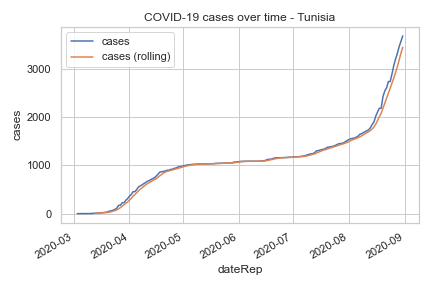 COVID-19 cases over time - Tunisia
cases
cases (rolling)
3000
2000
1000
0
cases
2020-03
2020-04
2020-05
2020-06
2020-07
2020-08
2020-09
dateRep